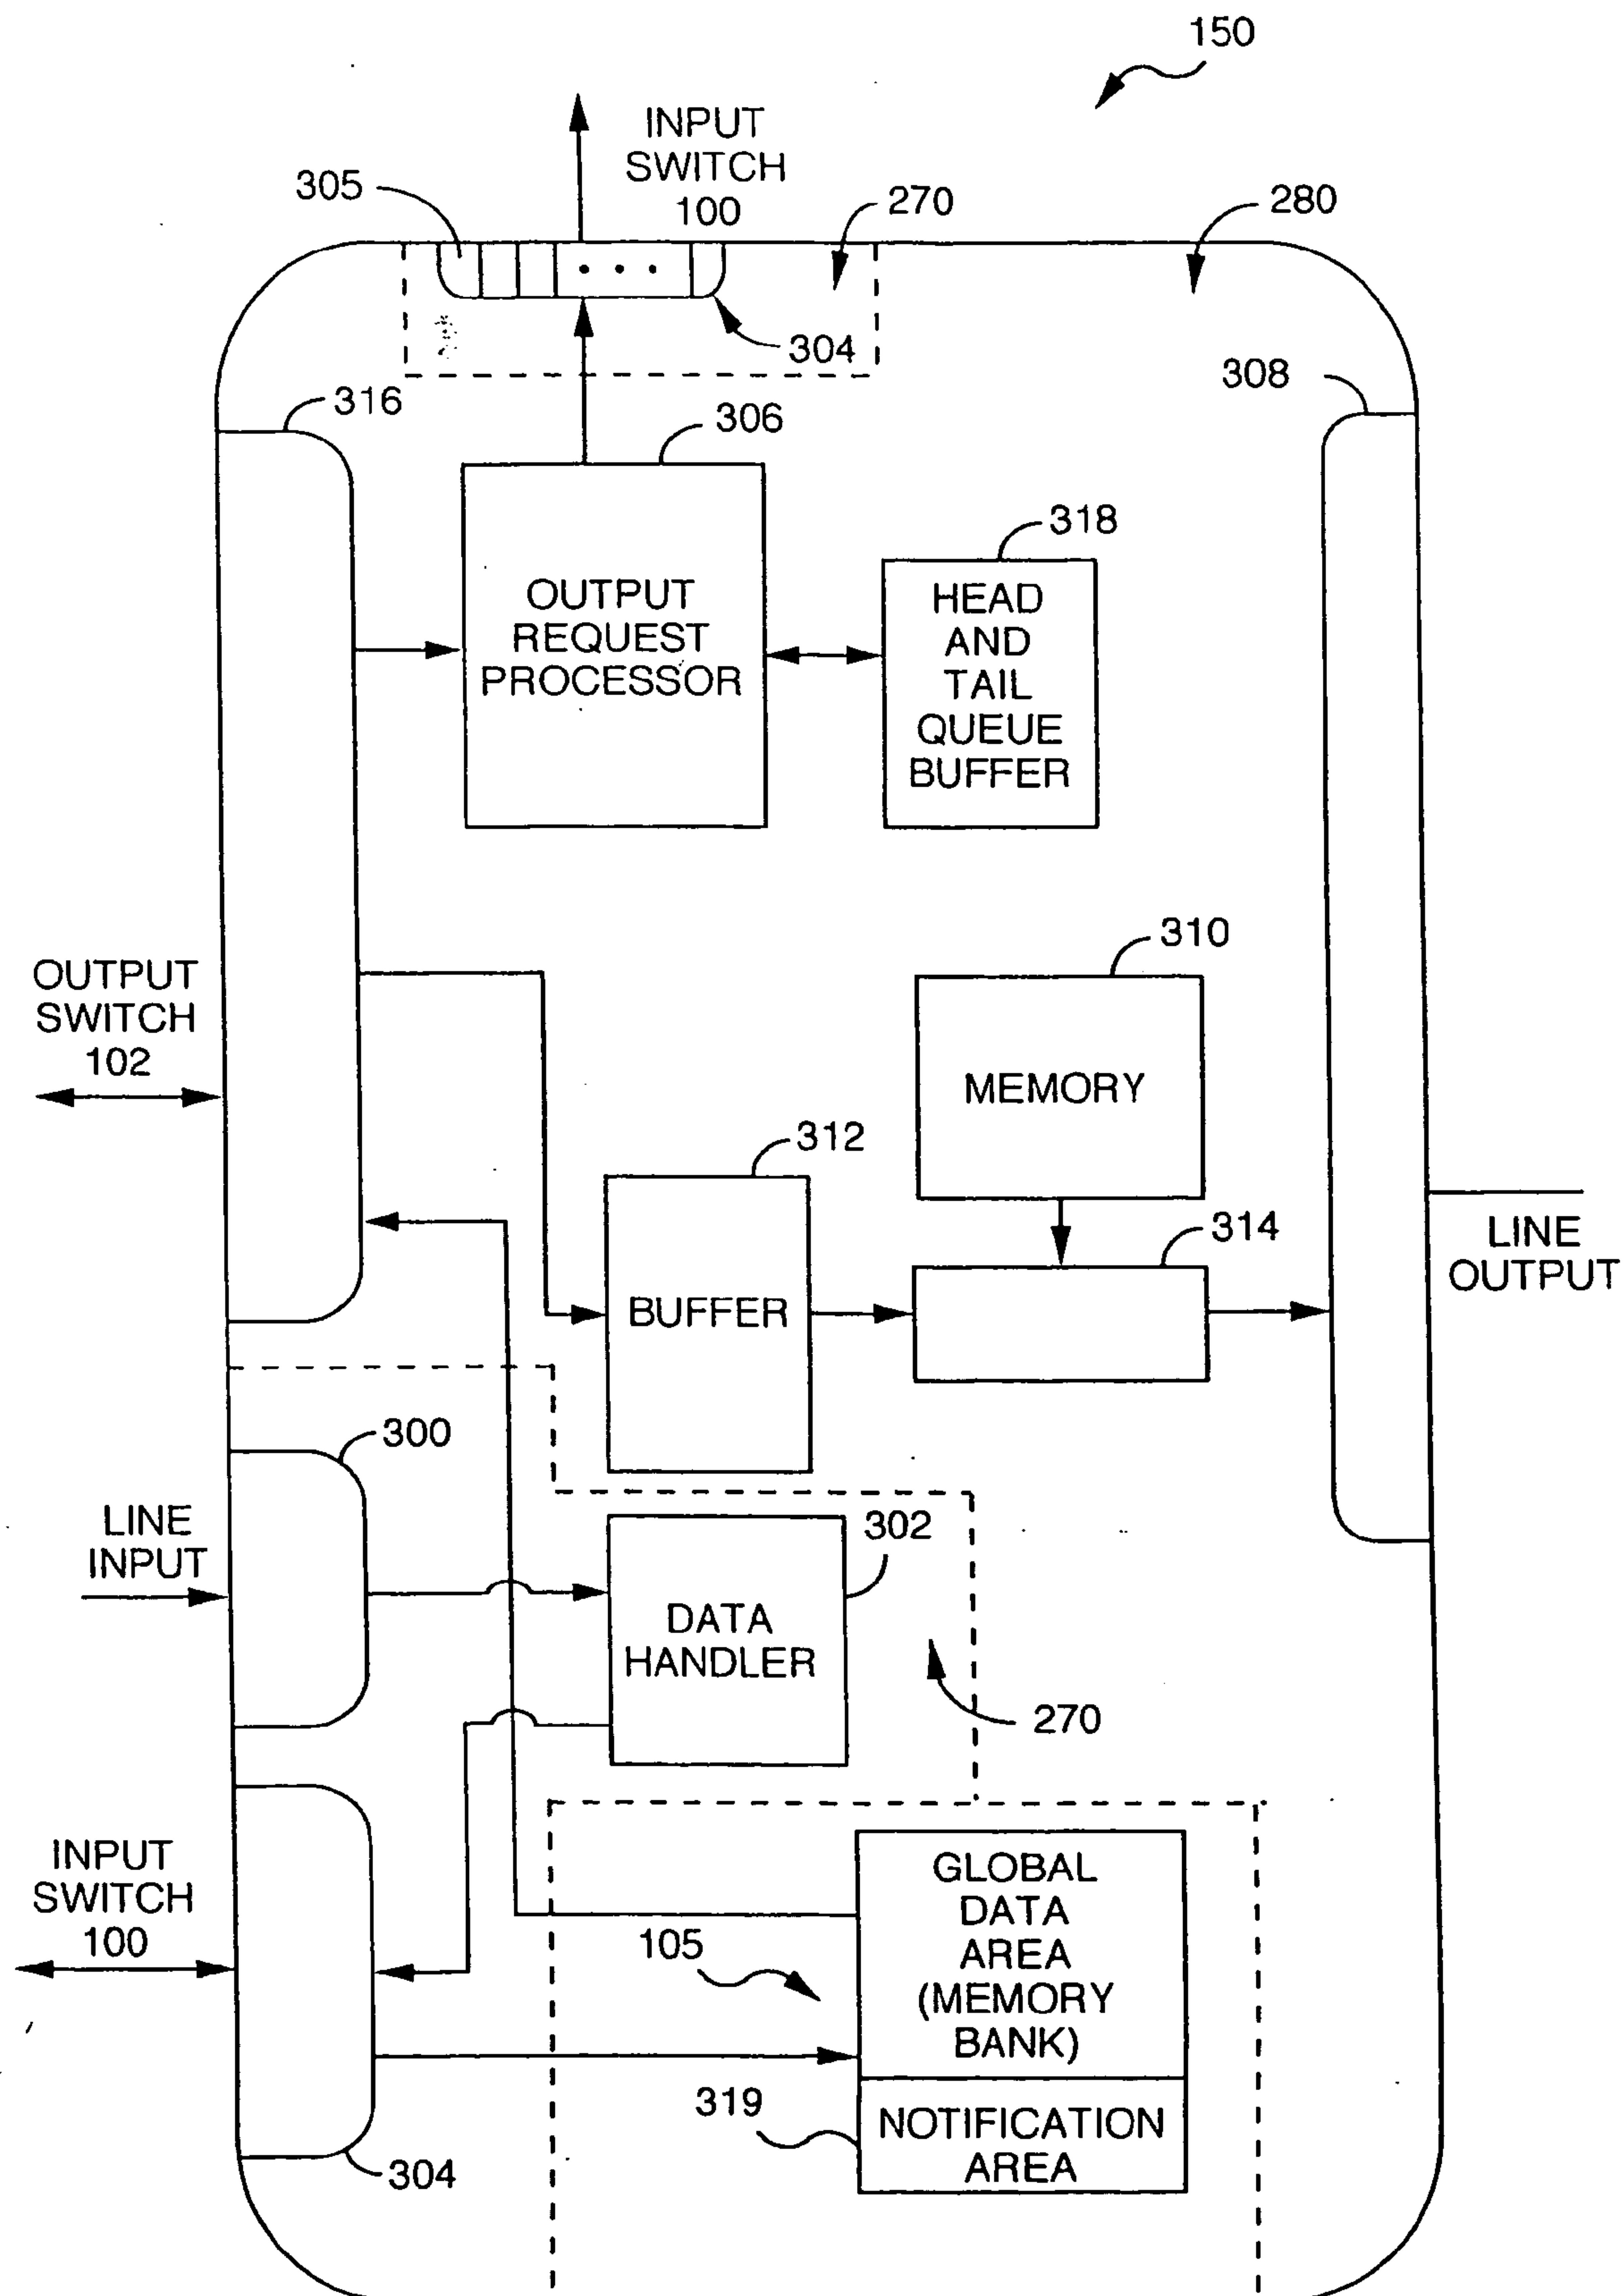 150
INPUT
SWITCH
100
305
270
280
304
316
306
308
318
OUTPUT
REQUEST
PROCESSOR
HEAD
AND
TAIL
QUEUE
BUFFER
310
OUTPUT
SWITCH
102
MEMORY
312
314
LINE
OUTPUT
BUFFER
300
302
LINE
INPUT
DATA
HANDLER
270
INPUT
SWITCH
100
GLOBAL
DATA
AREA
(MEMORY
BANK)
105
319
NOTIFICATION
AREA
304